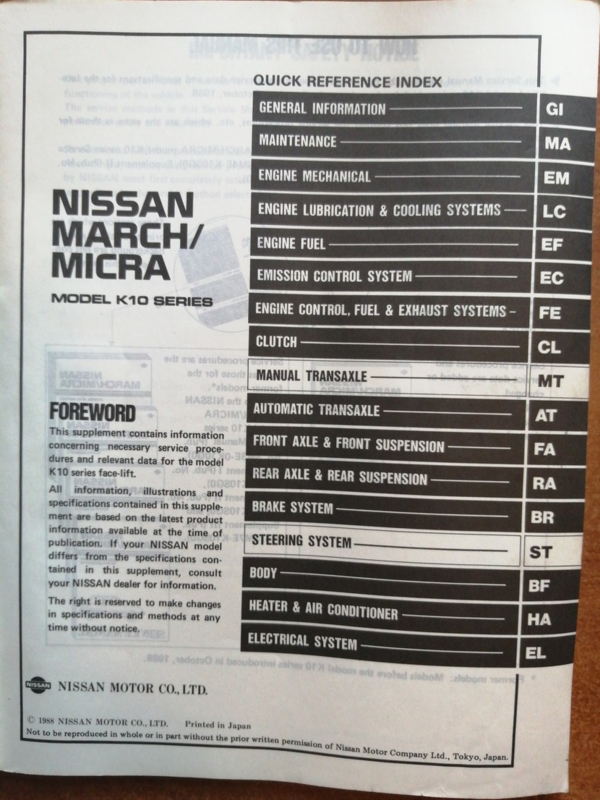 QUICK REFERENCE INDEX
GENERAL INFORMATION GI
MAINTENANCE MA
ENGINE MECHANICAL EM
ENGINE LUBRICATION & COOLING SYSTEMS LC
ENGINE FUEL EF
EMISSION CONTROL SYSTEM EC
ENGINE CONTROL, FUEL & EXHAUST SYSTEMS FE
CLUTCH CL
MANUAL TRANSAXLE MT
AUTOMATIC TRANSAXLE AT
FRONT AXLE & FRONT SUSPENSION FA
REAR AXLE & REAR SUSPENSION RA
BRAKE SYSTEM BR
STEERING SYSTEM ST
BODY BF
HEATER & AIR CONDITIONER HA
ELECTRICAL SYSTEM EL
NISSAN
MARCH/
MICRA
MODEL K10 SERIES
FOREWORD
This supplement contains information
concerning necessary service proce-
dures and relevant data for the model
K10 series face-lift.
All information, illustrations and
specifications contained in this supple-
ment are based on the latest product
information available at the time of
publication. If your NISSAN model
differs from the specifications con-
tained in this supplement, consult
your NISSAN dealer for information.
The right is reserved to make changes
in specifications and methods at any
time without notice.
NISSAN NISSAN MOTOR CO., LTD.
© 1988 NISSAN MOTOR CO., LTD. Printed in Japan
Not to be reproduced in whole or in part without the prior written permission of Nissan Motor Company Ltd., Tokyo, Japan.